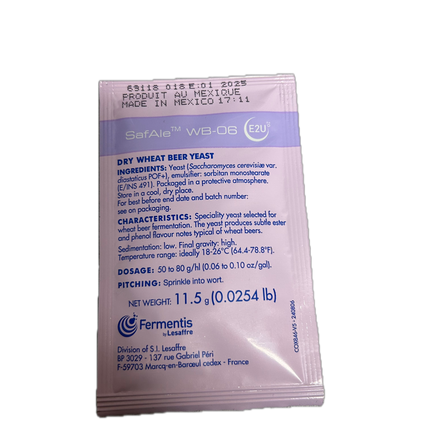 69118 018 E:01 2025
PRODUIT AU MEXIQUE
MADE IN MEXICO 17:11
SafAle™ WB-06 E2U
DRY WHEAT BEER YEAST
INGREDIENTS: Yeast (Saccharomyces cerevisiæ var.
diastaticus POF+), emulsifier: sorbitan monostearate
(E/INS 491). Packaged in a protective atmosphere.
Store in a cool, dry place.
For best before end date and batch number:
see on packaging.
CHARACTERISTICS: Speciality yeast selected for
wheat beer fermentation. The yeast produces subtle ester
and phenol flavour notes typical of wheat beers.
Sedimentation: low. Final gravity: high.
Temperature range: ideally 18-26°C (64.4-78.8°F).
DOSAGE: 50 to 80 g/hl (0.06 to 0.10 oz/gal).
PITCHING: Sprinkle into wort.
NET WEIGHT: 11.5 g (0.0254 lb)
Fermentis
by Lesaffre
Division of S.I. Lesaffre
BP 3029 - 137 rue Gabriel Péri
F-59703 Marcq-en-Barœul cedex - France